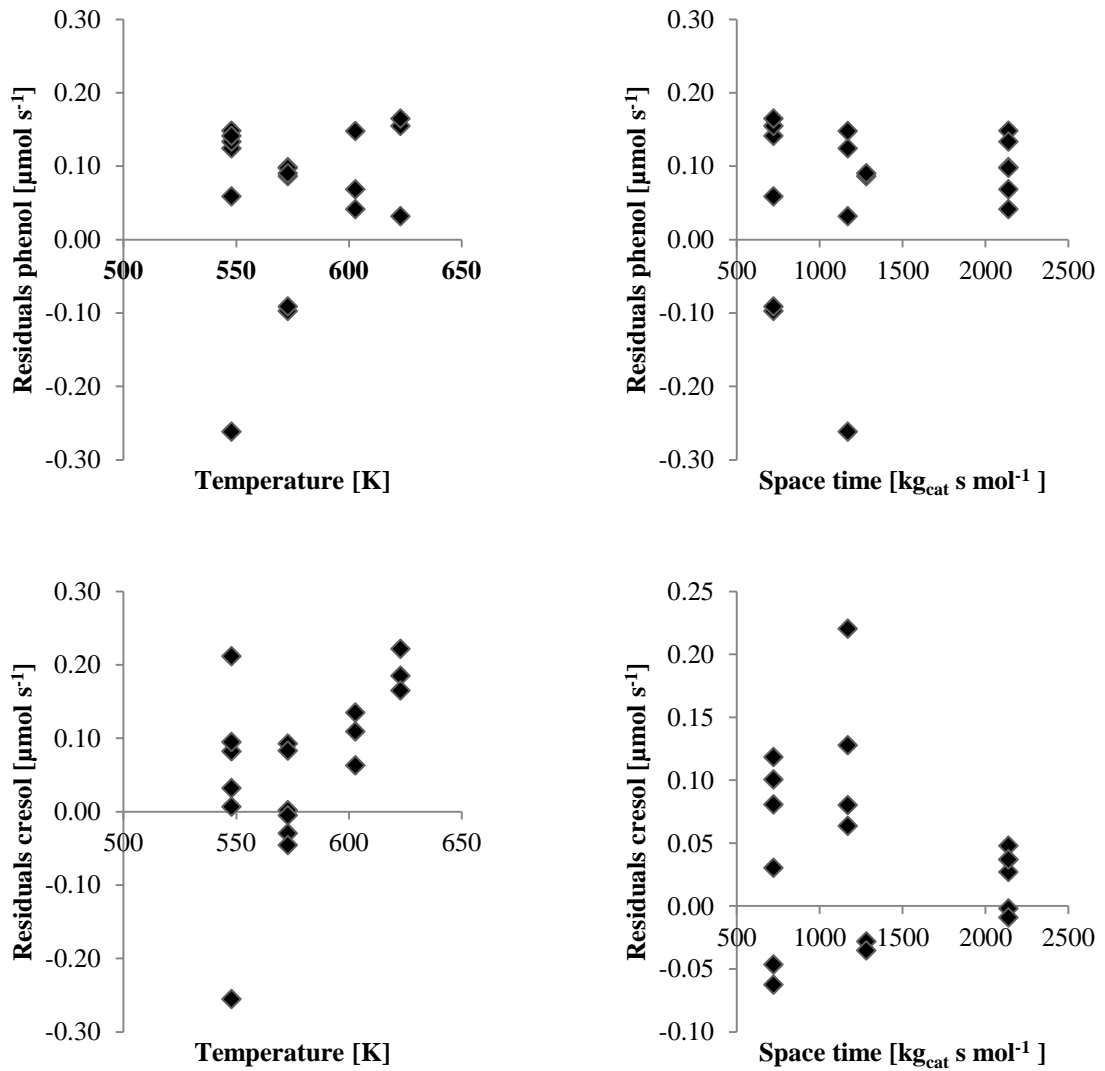 0.30
0.20
0.10
0.00
-0.10
-0.20
-0.30
500 550 600 650
Residuals phenol [µmol s-1]
Temperature [K]
0.30
0.20
0.10
0.00
-0.10
-0.20
-0.30
500 1000 1500 2000 2500
Residuals phenol [µmol s-1]
Space time [kgcat s mol-1 ]
0.30
0.20
0.10
0.00
-0.10
-0.20
-0.30
500 550 600 650
Residuals cresol [µmol s-1]
Temperature [K]
0.25
0.20
0.15
0.10
0.05
0.00
-0.05
-0.10
500 1000 1500 2000 2500
Residuals cresol [µmol s-1]
Space time [kgcat s mol-1 ]